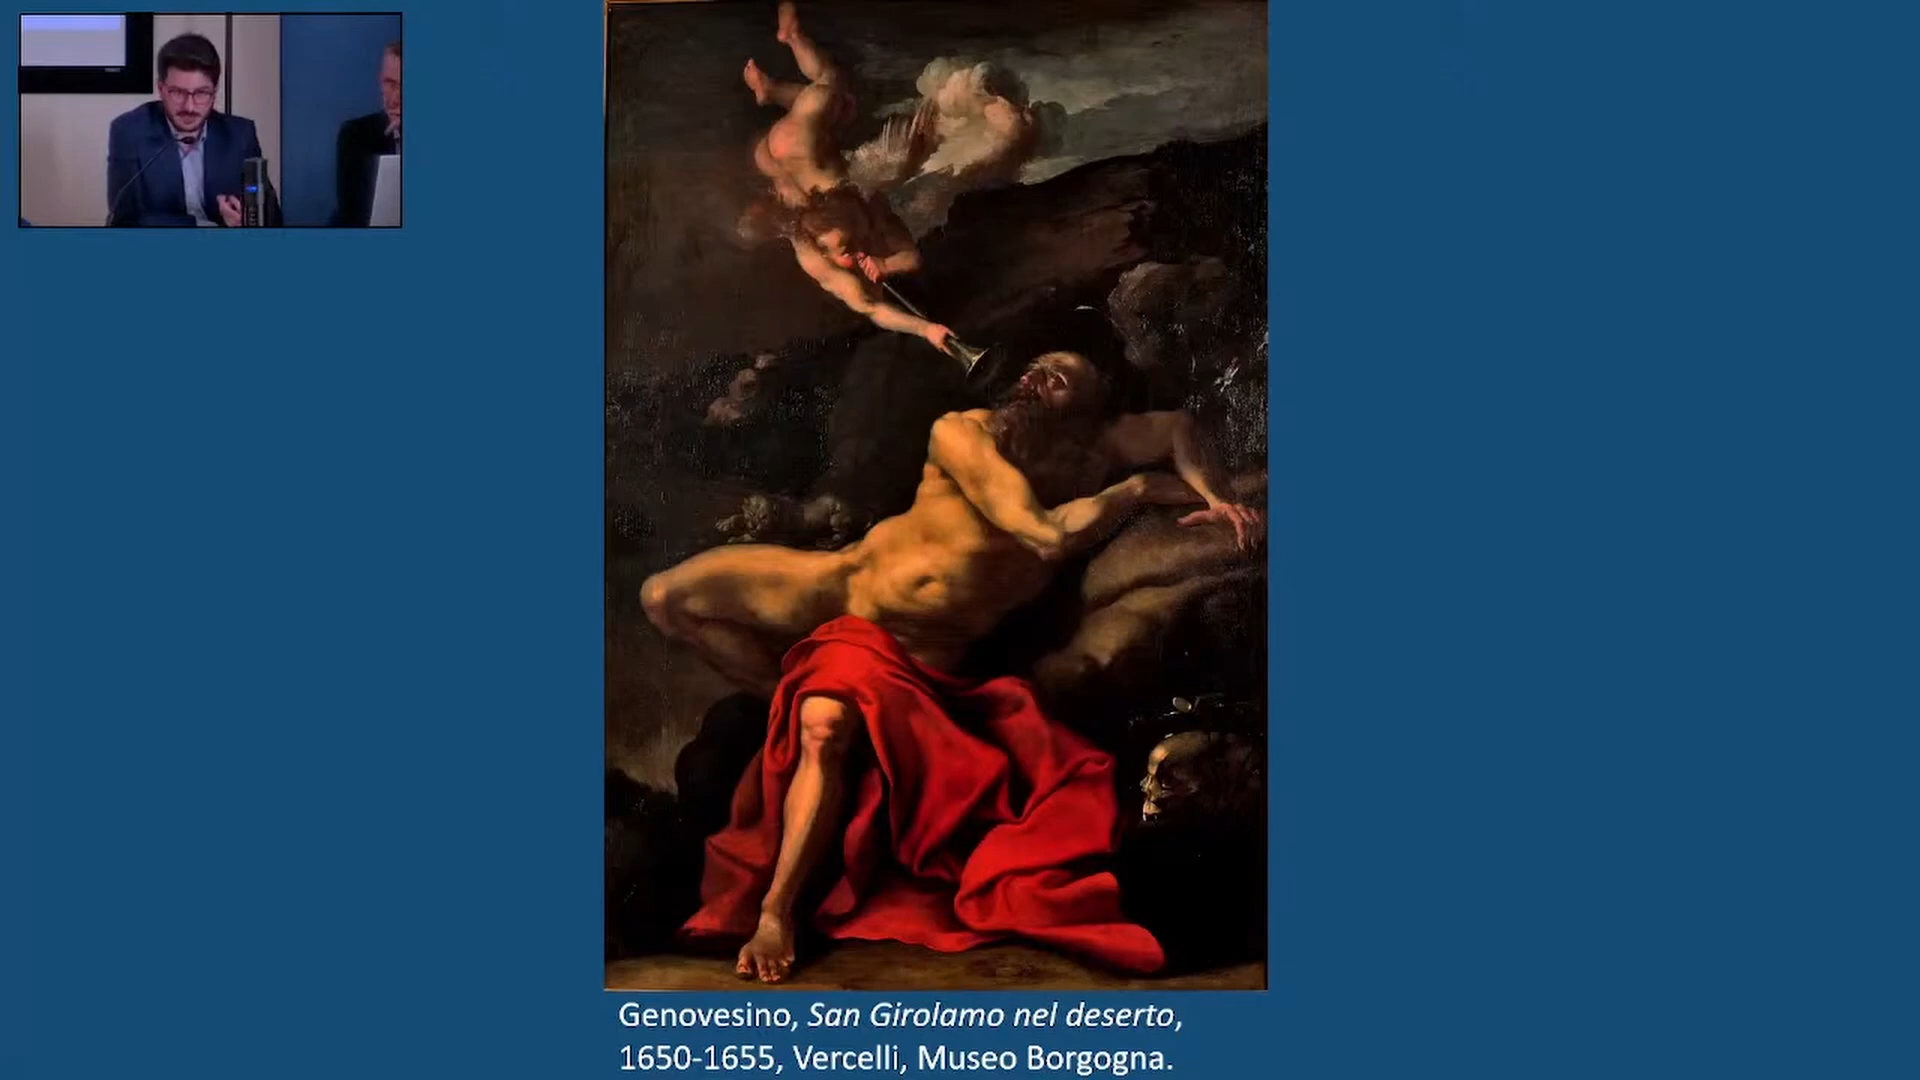 Genovesino, San Girolamo nel deserto,
1650-1655, Vercelli, Museo Borgogna.